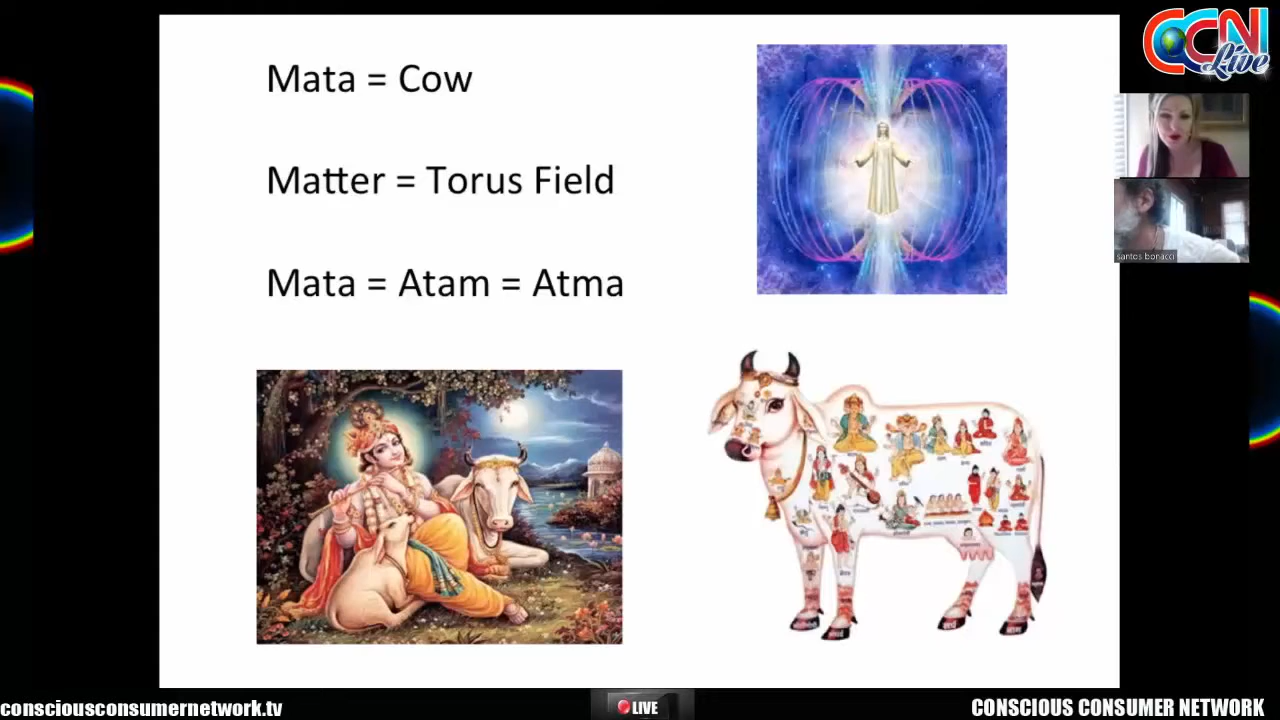 Mata = Cow
Matter = Torus Field
Mata = Atam = Atma
CCN
Live
santos bonacci
consciousconsumernetwork.tv
LIVE
CONSCIOUS CONSUMER NETWORK